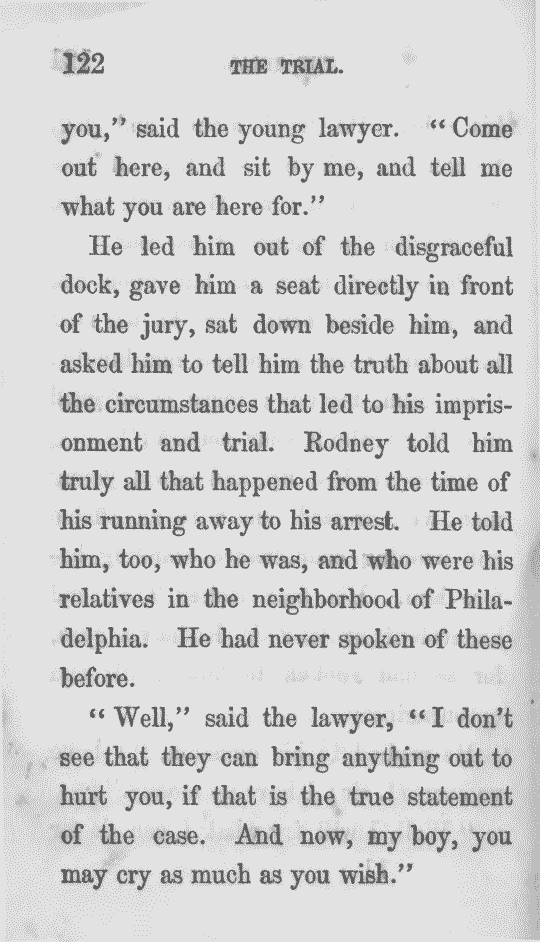 122 THE TRIAL.
you," said the young lawyer. "Come
out here, and sit by me, and tell me
what you are here for."
He led him out of the disgraceful
dock, gave him a seat directly in front
of the jury, sat down beside him, and
asked him to tell him the truth about all
the circumstances that led to his impris-
onment and trial. Rodney told him
truly all that happened from the time of
his running away to his arrest. He told
him, too, who he was, and who were his
relatives in the neighborhood of Phila-
delphia. He had never spoken of these
before.
"Well," said the lawyer, "I don't
see that they can bring anything out to
hurt you, if that is the true statement
of the case. And now, my boy, you
may cry as much as you wish."